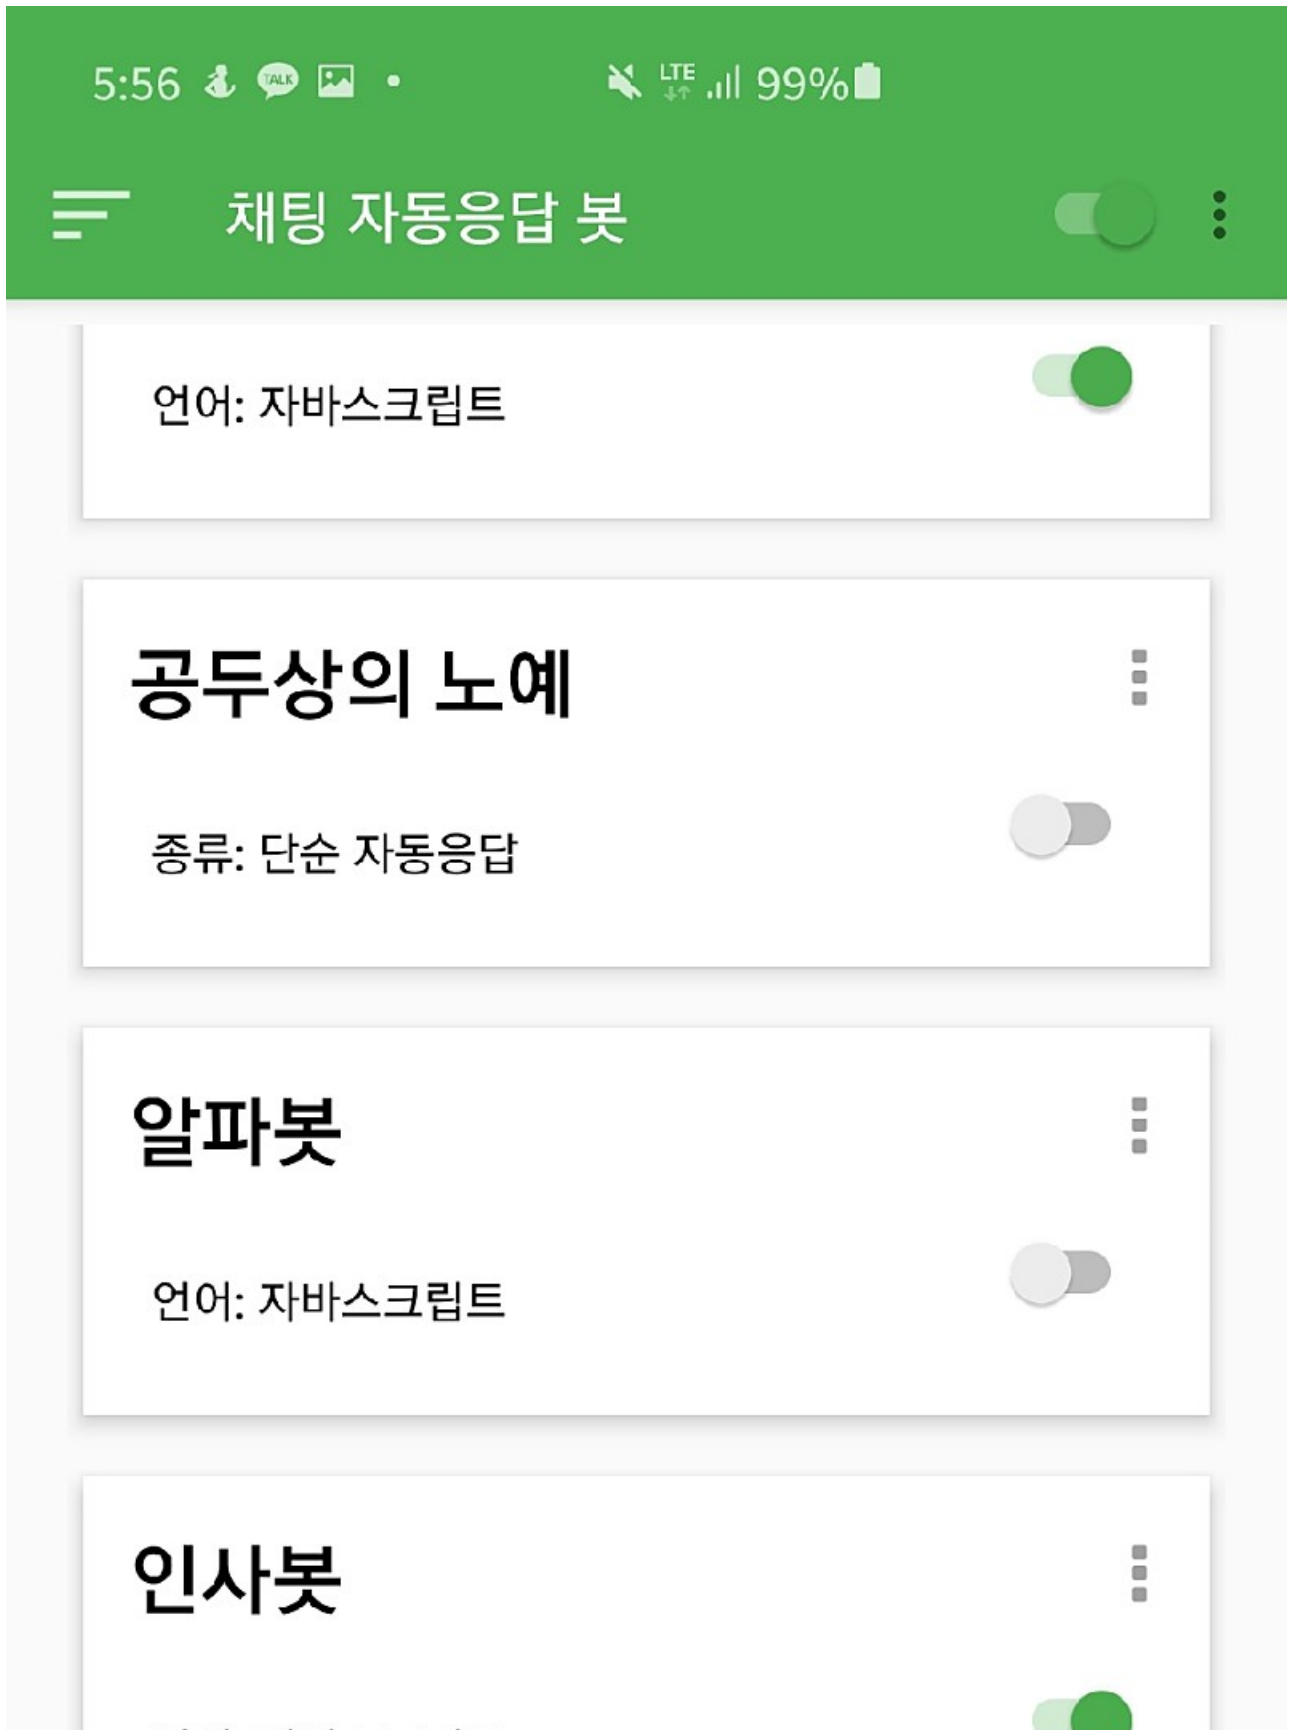 5:56 TALK LTE 99%
채팅 자동응답 봇
언어: 자바스크립트
공두상의 노예
종류: 단순 자동응답
알파봇
언어: 자바스크립트
인사봇